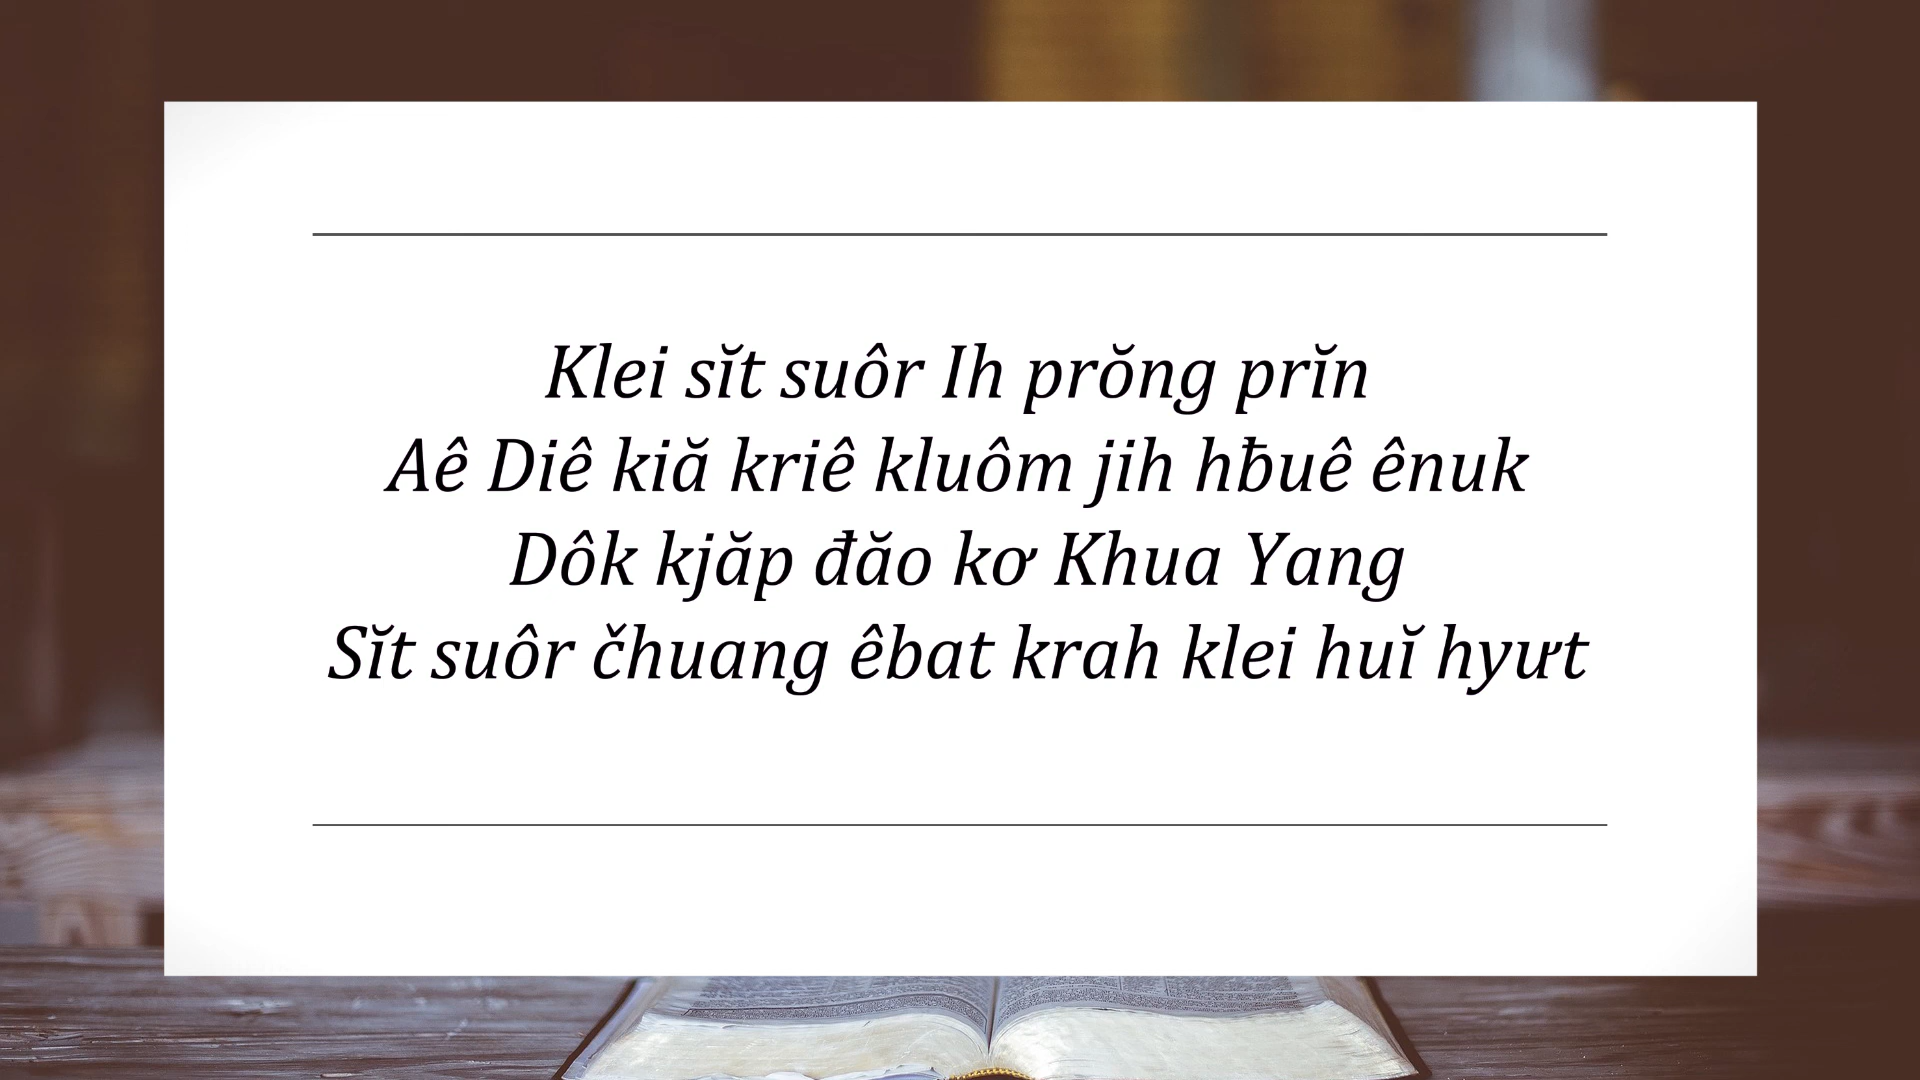 Klei sĭt suôr Ih prŏng prĭn
Aê Diê kiă kriê kluôm jih hƀuê ênuk
Dôk kjăp đăo kơ Khua Yang
Sĭt suôr čhuang êbat krah klei huĭ hyưt